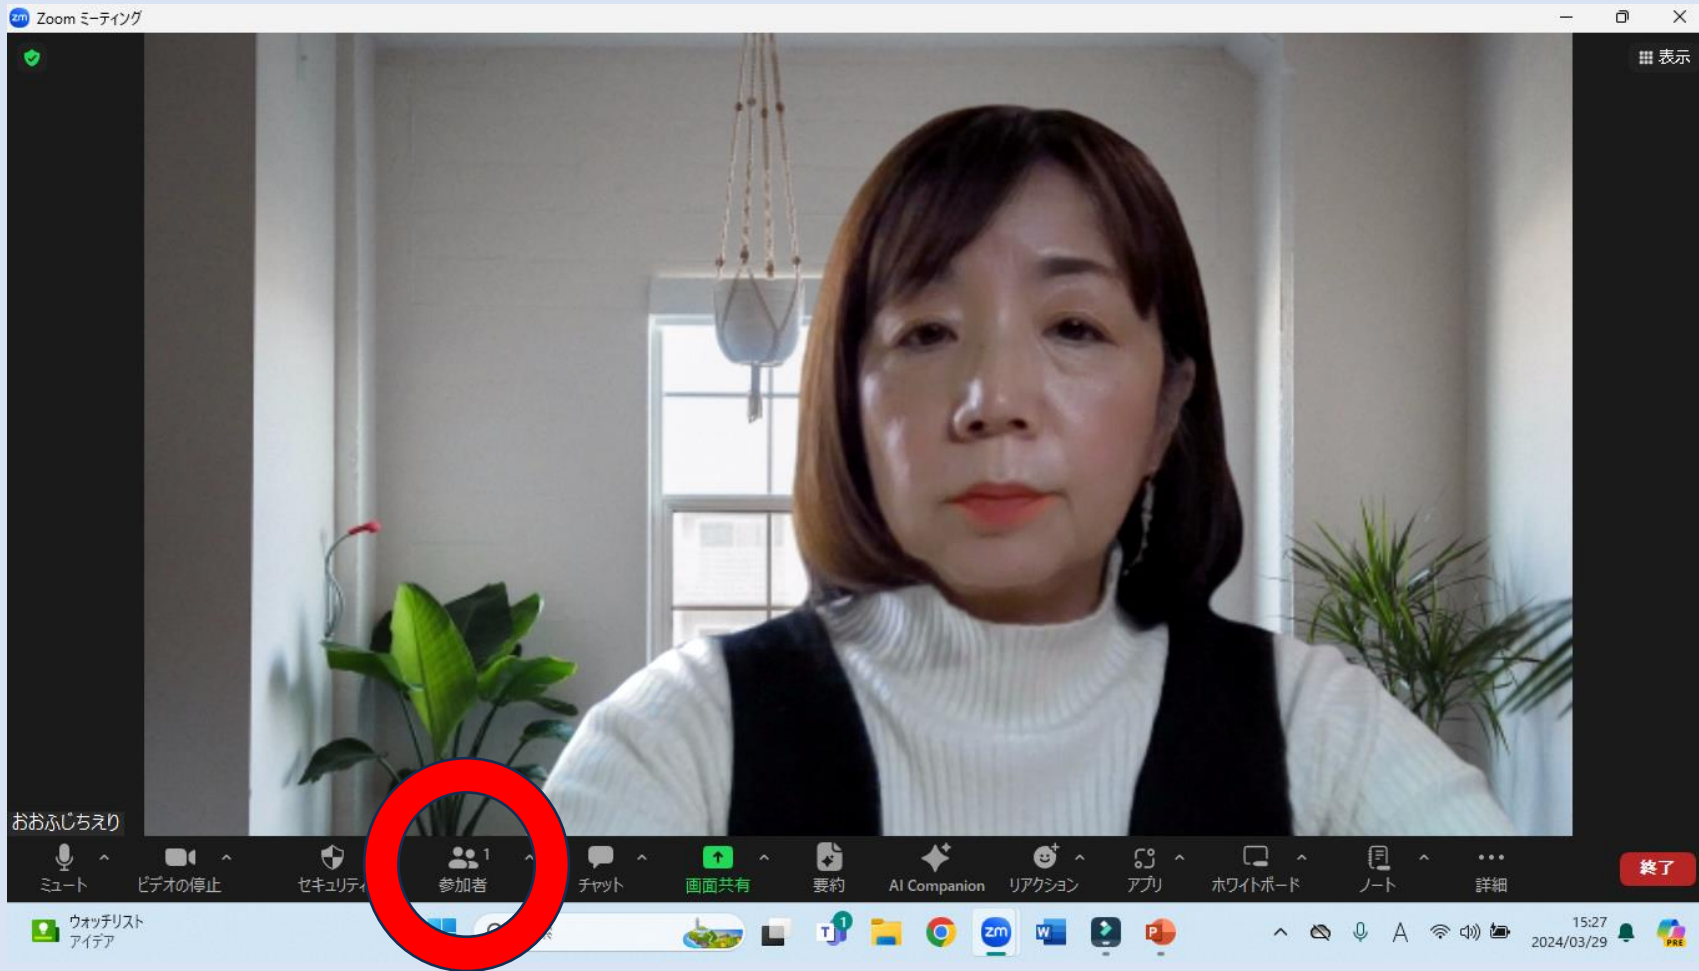 zm Zoom ミーティング
表示
おおふじちえり
ミュート
ビデオの停止
セキュリティ
1
参加者
チャット
画面共有
要約
AI Companion
リアクション
アプリ
ホワイトボード
ノート
詳細
終了
ウォッチリスト
アイデア
T
1
zm
W
P
A
15:27
2024/03/29
PRE